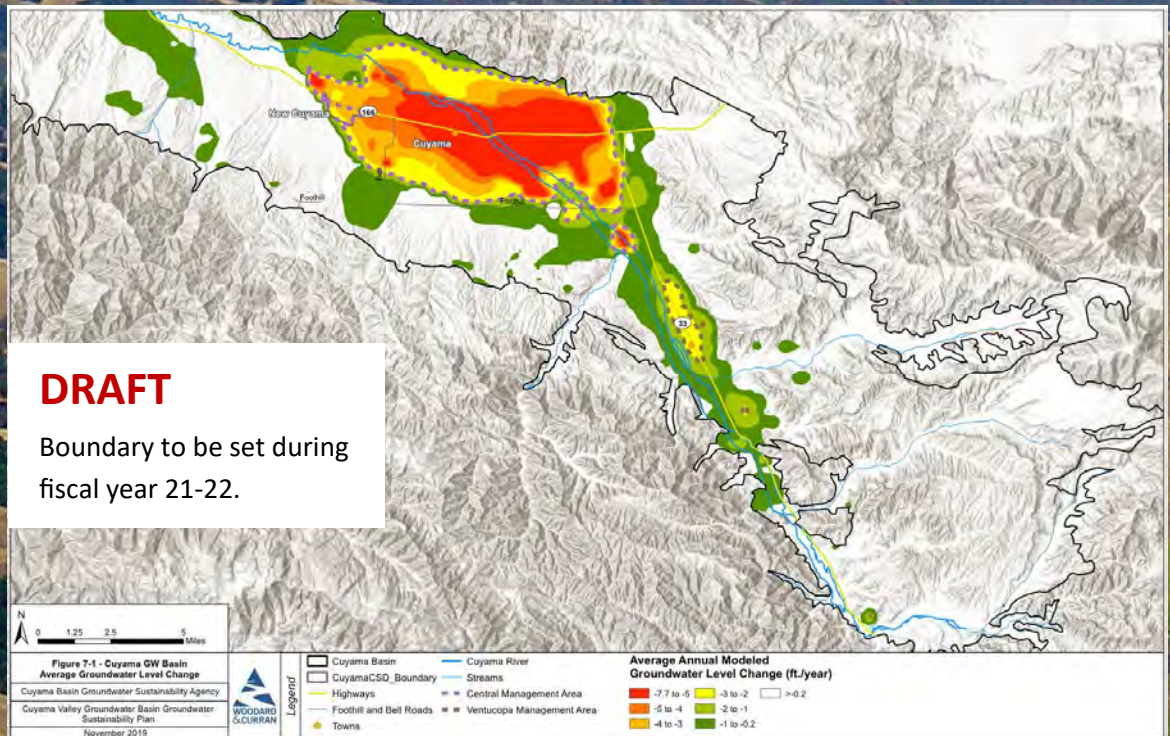 New Cuyama
166
Cuyama
Foothill
Foothill
33
DRAFT
Boundary to be set during
fiscal year 21-22.
N
0 1.25 2.5 5
Miles
Figure 7-1 - Cuyama GW Basin
Average Groundwater Level Change
Cuyama Basin Groundwater Sustainability Agency
Cuyama Valley Groundwater Basin Groundwater
Sustainability Plan
November 2019
WOODARD
&CURRAN
Legend
Cuyama Basin
CuyamaCSD_Boundary
Highways
Foothill and Bell Roads
Towns
Cuyama River
Streams
Central Management Area
Ventucopa Management Area
Average Annual Modeled
Groundwater Level Change (ft./year)
-7.7 to -5
-5 to -4
-4 to -3
-3 to -2
-2 to -1
-1 to -0.2
>-0.2